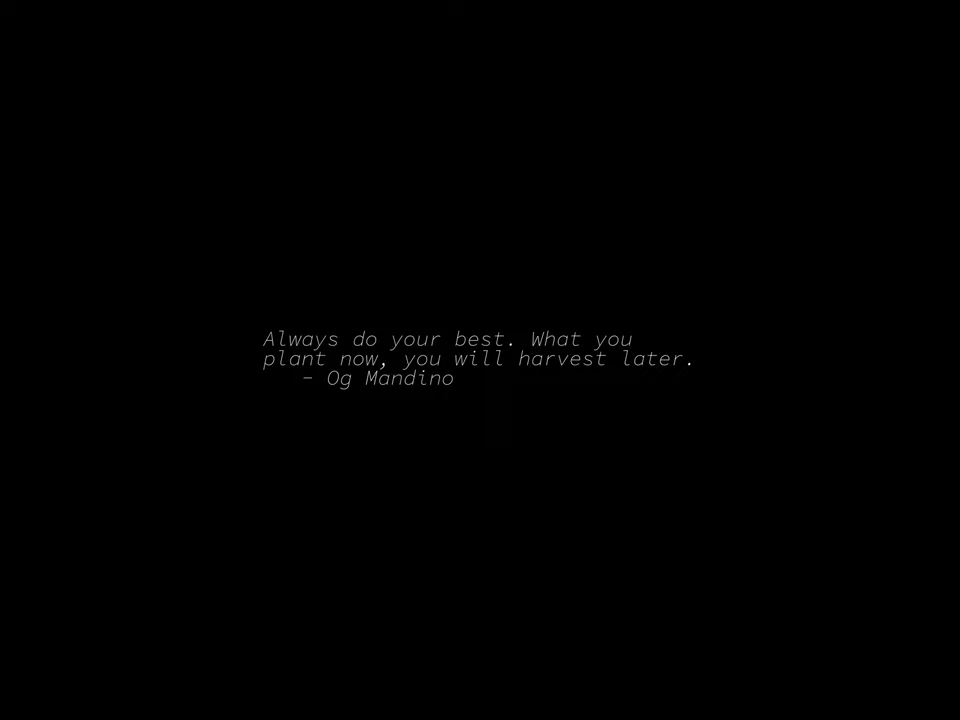 Always do your best. What you
plant now, you will harvest later.
- Og Mandino